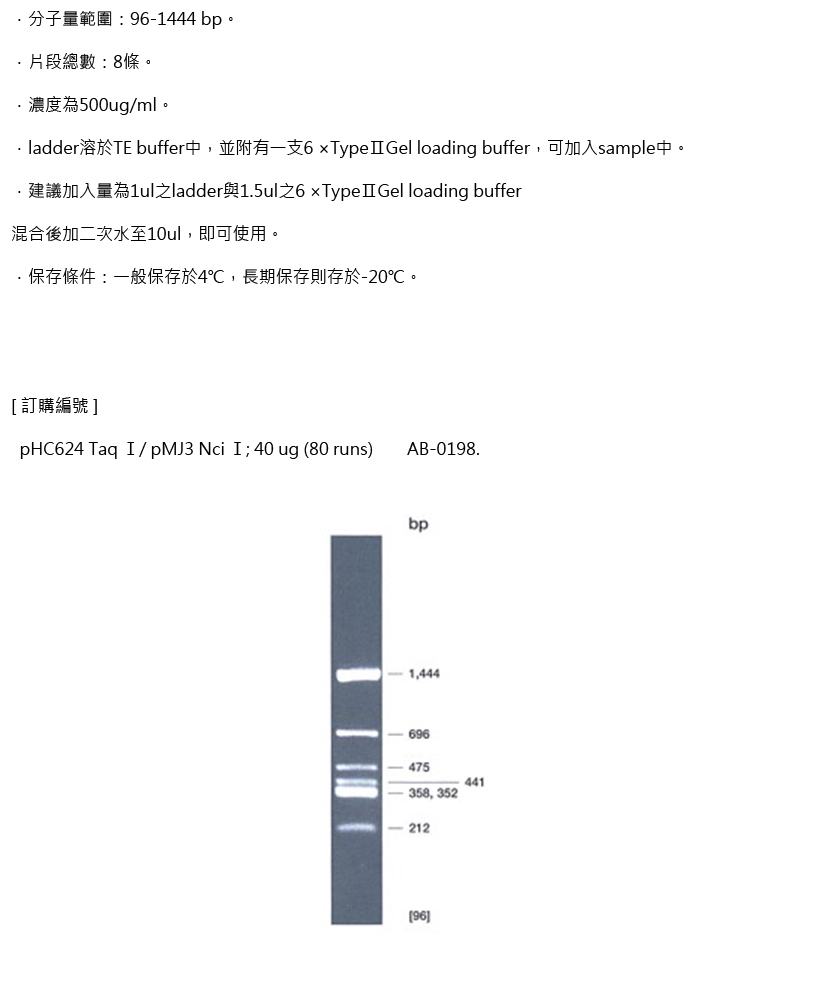 ．分子量範圍：96-1444 bp。
．片段總數：8條。
．濃度為500ug/ml。
．ladder溶於TE buffer中，並附有一支6 ×TypeⅡGel loading buffer，可加入sample中。
．建議加入量為1ul之ladder與1.5ul之6 ×TypeⅡGel loading buffer
混合後加二次水至10ul，即可使用。
．保存條件：一般保存於4℃，長期保存則存於-20℃。
[ 訂購編號 ]
pHC624 Taq Ⅰ/ pMJ3 Nci Ⅰ; 40 ug (80 runs) AB-0198.
bp
1,444
696
475
441
358, 352
212
[96]